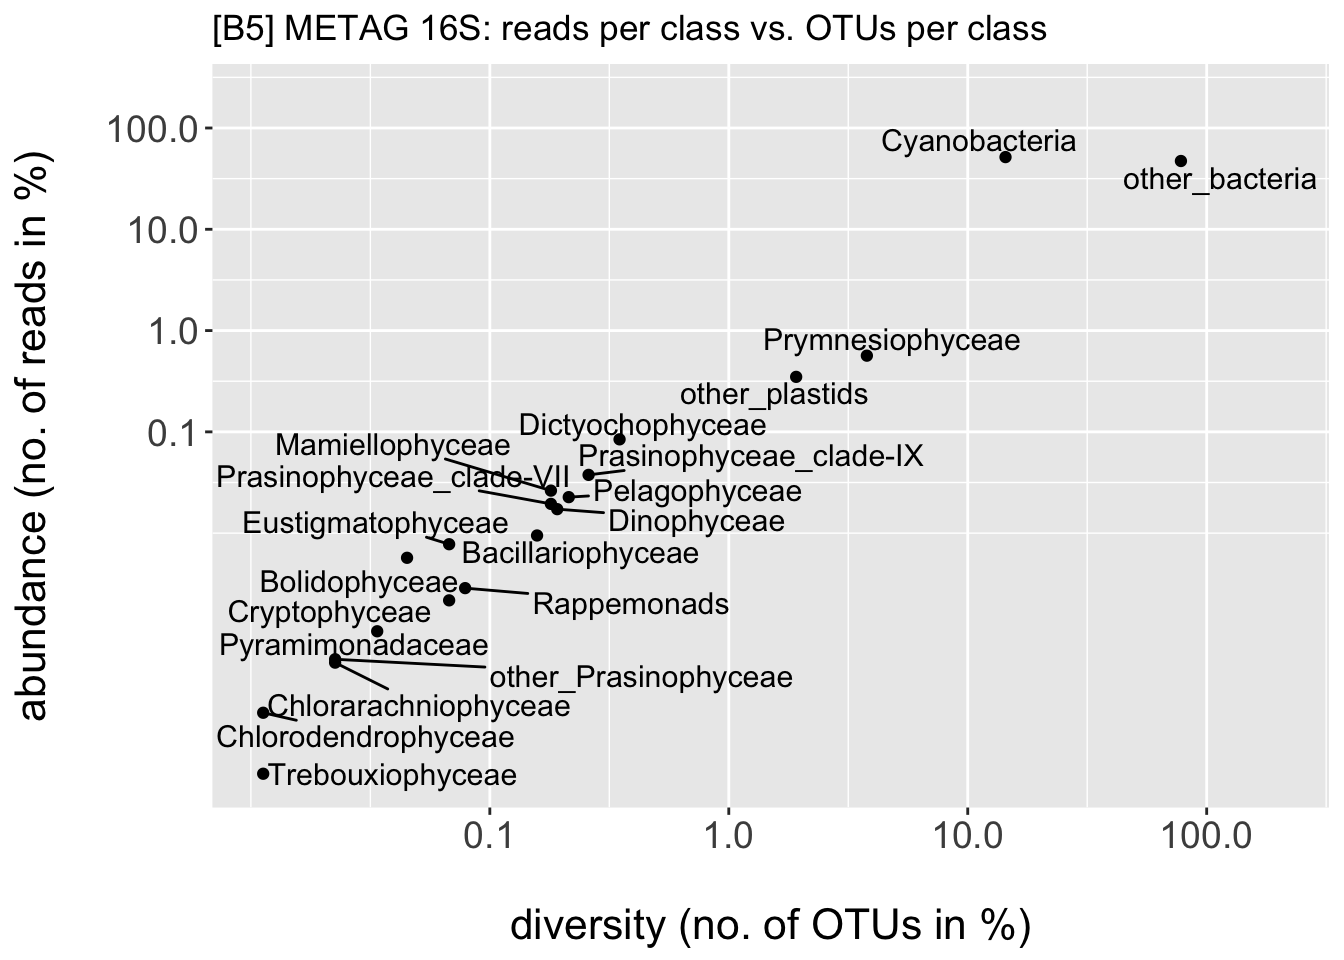 [B5] METAG 16S: reads per class vs. OTUs per class
abundance (no. of reads in %)
100.0
10.0
1.0
0.1
Cyanobacteria
other_bacteria
Prymnesiophyceae
other_plastids
Dictyochophyceae
Mamiellophyceae
Prasinophyceae_clade-IX
Prasinophyceae_clade-VII
Pelagophyceae
Dinophyceae
Eustigmatophyceae
Bacillariophyceae
Bolidophyceae
Rappemonads
Cryptophyceae
Pyramimonadaceae
other_Prasinophyceae
Chlorarachniophyceae
Chlorodendrophyceae
Trebouxiophyceae
0.1
1.0
10.0
100.0
diversity (no. of OTUs in %)